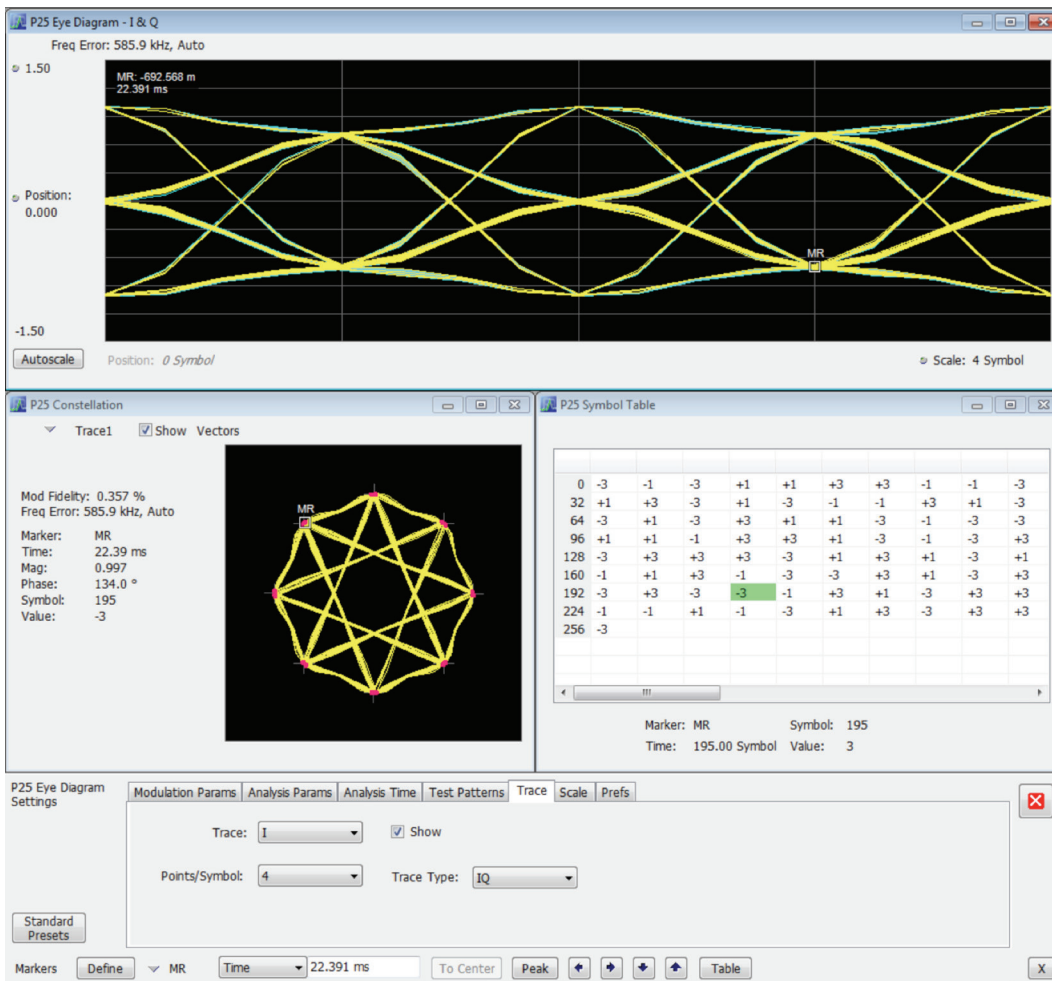 P25 Eye Diagram - I & Q
Freq Error: 585.9 kHz, Auto
1.50
MR: -692.568 m
22.391 ms
Position:
0.000
MR
-1.50
Autoscale Position: 0 Symbol Scale: 4 Symbol
P25 Constellation
Trace1 Show Vectors
Mod Fidelity: 0.357 %
Freq Error: 585.9 kHz, Auto
Marker: MR
Time: 22.39 ms
Mag: 0.997
Phase: 134.0 °
Symbol: 195
Value: -3
MR
P25 Symbol Table
0 -3 -1 -3 +1 +1 +3 +3 -1 -1 -3
32 +1 +3 -3 +1 -3 -1 -1 +3 +1 -3
64 -3 +1 -3 +3 +1 +1 -3 -1 -3 -3
96 +1 +1 -1 +3 +3 +1 -3 -1 -3 +3
128 -3 +3 +3 +3 -3 +1 +3 +1 -3 +1
160 -1 +1 +3 -1 -3 -3 +3 +1 -3 +3
192 -3 +3 -3 -3 -1 +3 +1 -3 +3 +3
224 -1 -1 +1 -1 -3 +1 +3 -3 +3 +3
256 -3
Marker: MR Symbol: 195
Time: 195.00 Symbol Value: 3
P25 Eye Diagram
Settings
Modulation Params Analysis Params Analysis Time Test Patterns Trace Scale Prefs
Trace: I Show
Points/Symbol: 4 Trace Type: IQ
Standard
Presets
Markers Define MR Time 22.391 ms To Center Peak Table X